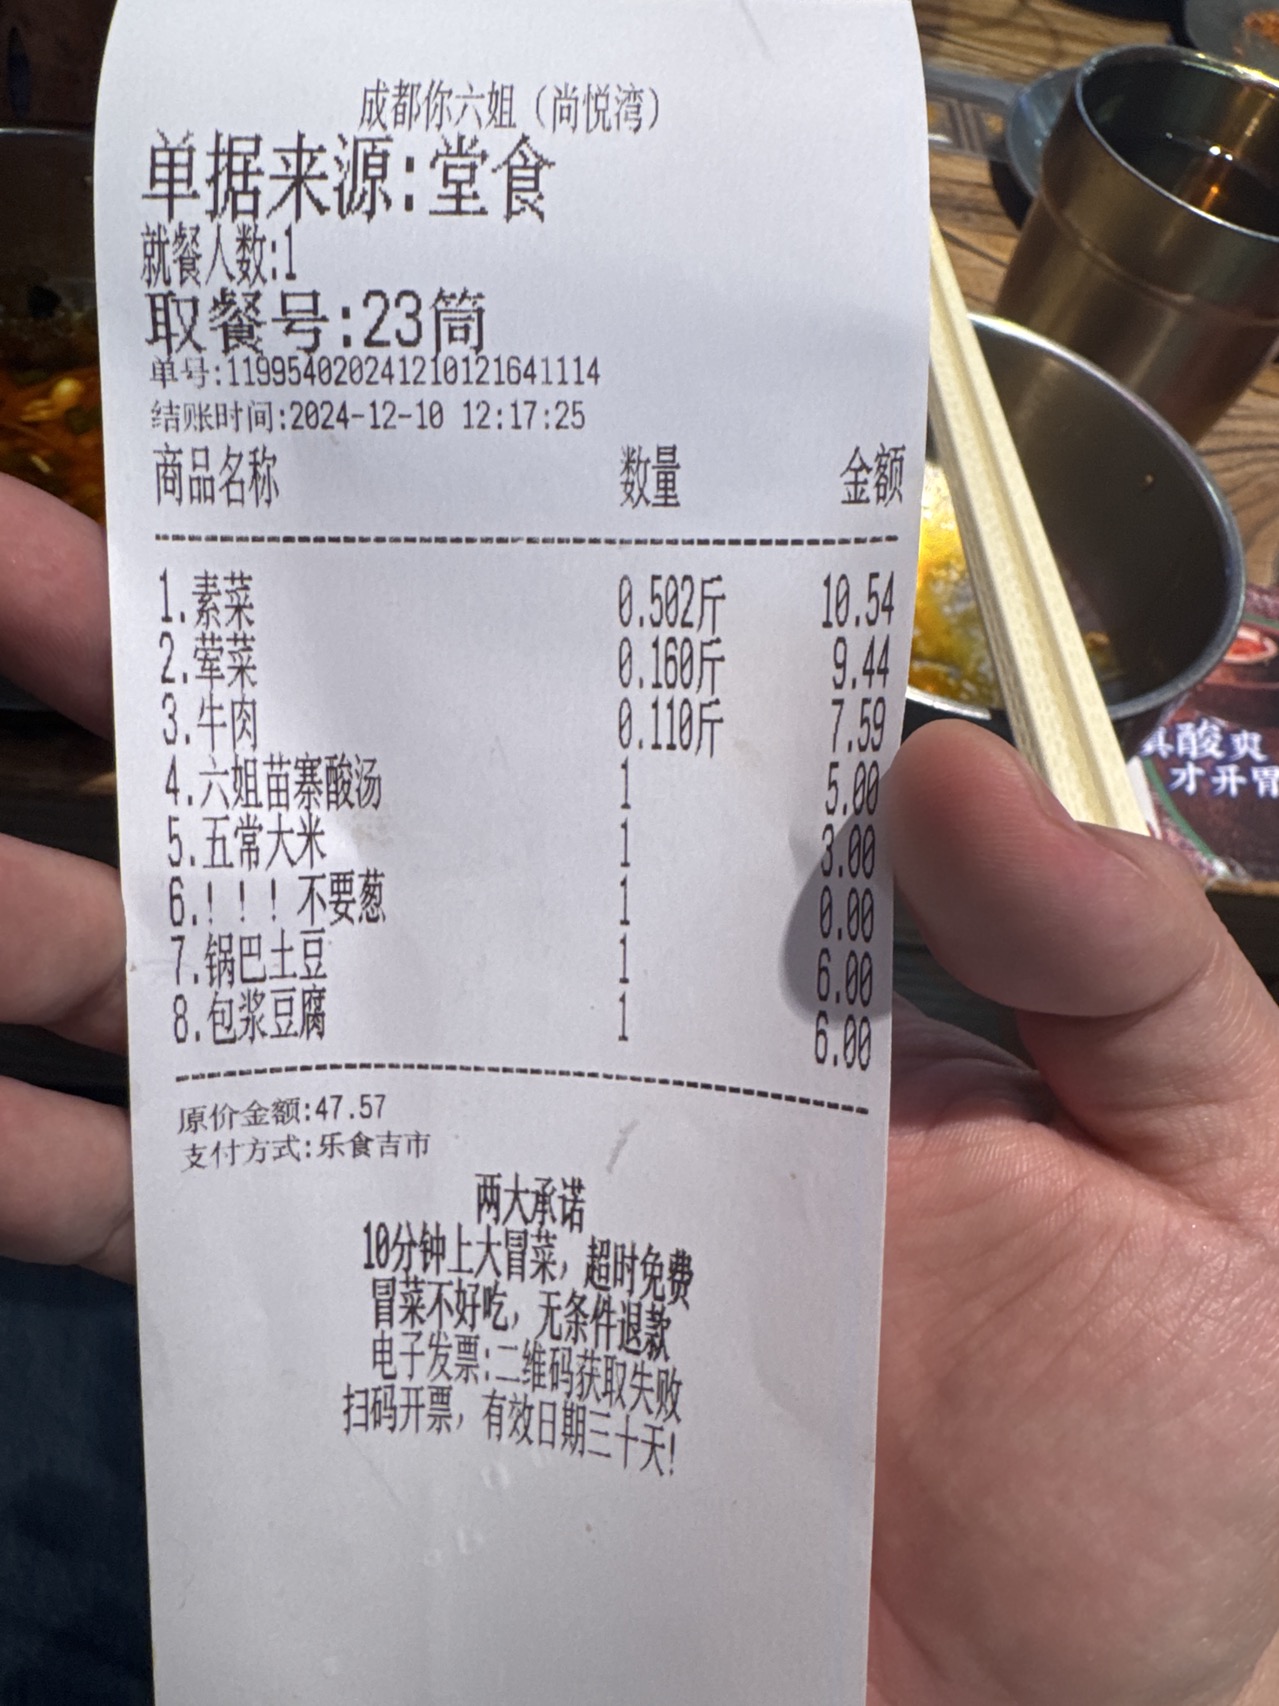 成都你六姐（尚悦湾）
单据来源:堂食
就餐人数:1
取餐号:23筒
单号:11995402024121012164​1114
结账时间:2024-12-10 12:17:25
商品名称 数量 金额
1.素菜 0.502斤 10.54
2.荤菜 0.160斤 9.44
3.牛肉 0.110斤 7.59
4.六姐苗寨酸汤 1 5.00
5.五常大米 1 3.00
6.！！！不要葱 1 0.00
7.锅巴土豆 1 6.00
8.包浆豆腐 1 6.00
原价金额:47.57
支付方式:乐食吉市
两大承诺
10分钟上大冒菜，超时免费
冒菜不好吃，无条件退款
电子发票:二维码获取失败
扫码开票，有效日期三十天!
酸爽
才开胃